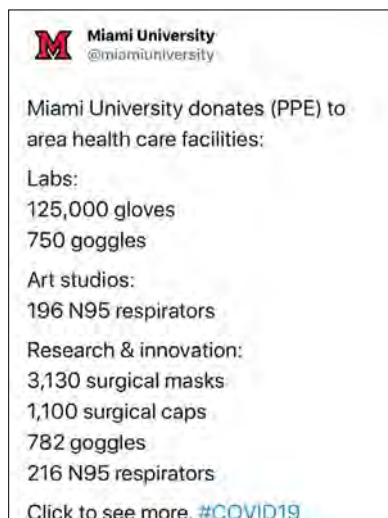 Miami University
@miamiuniversity
Miami University donates (PPE) to
area health care facilities:
Labs:
125,000 gloves
750 goggles
Art studios:
196 N95 respirators
Research & innovation:
3,130 surgical masks
1,100 surgical caps
782 goggles
216 N95 respirators
Click to see more. #COVID19